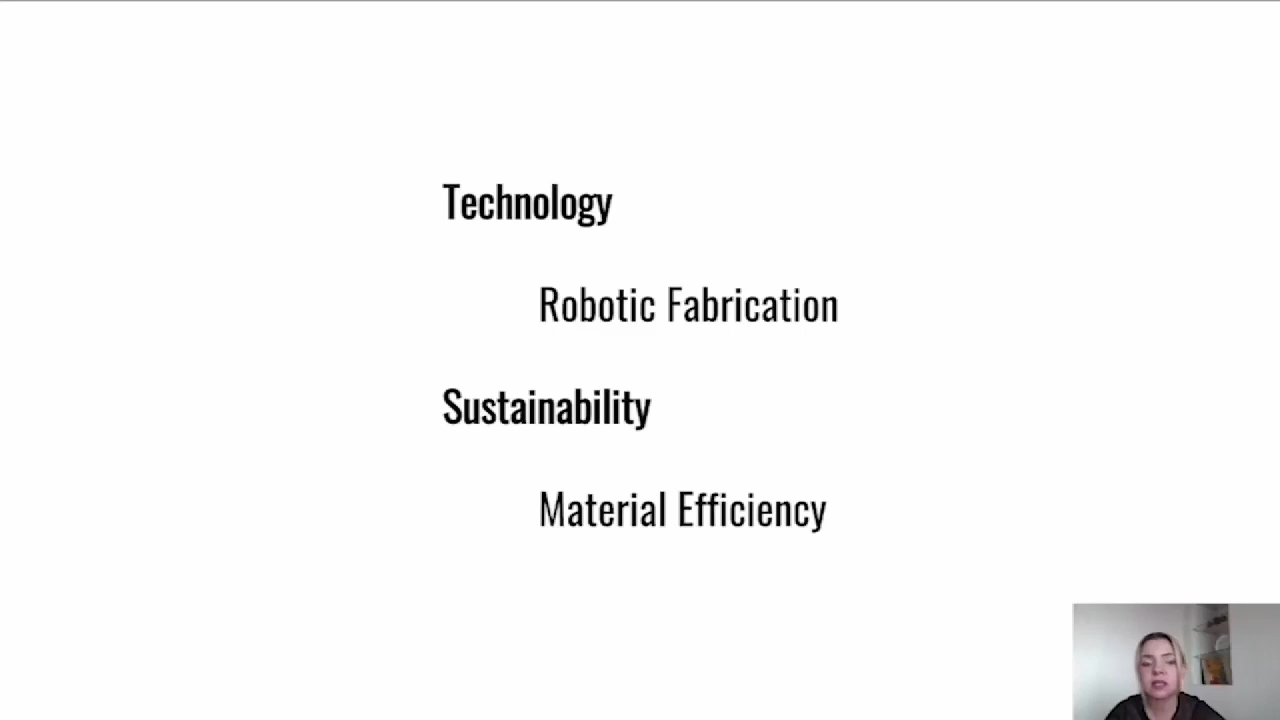 Technology
Robotic Fabrication
Sustainability
Material Efficiency